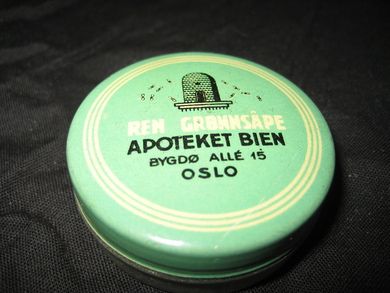 REN GRØNNSÅPE
APOTEKET BIEN
BYGDØ ALLÉ 15
OSLO